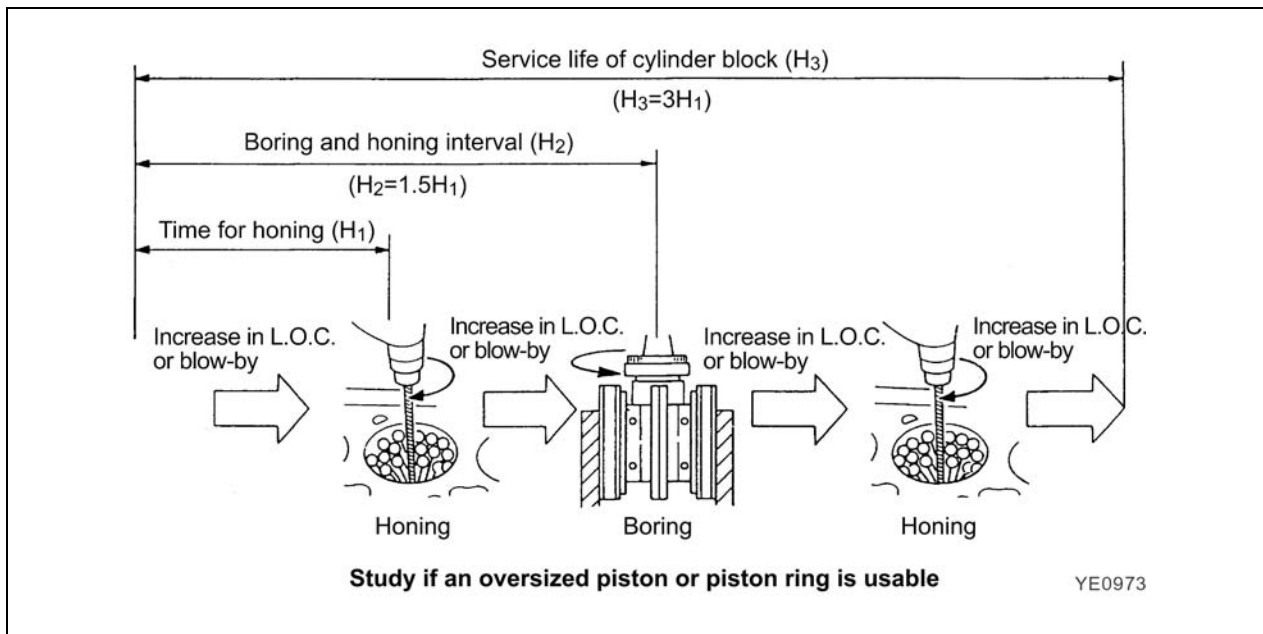 Service life of cylinder block (H3)
(H3=3H1)
Boring and honing interval (H2)
(H2=1.5H1)
Time for honing (H1)
Increase in L.O.C.
or blow-by
Increase in L.O.C.
or blow-by
Increase in L.O.C.
or blow-by
Increase in L.O.C.
or blow-by
Honing
Boring
Honing
Study if an oversized piston or piston ring is usable
YE0973